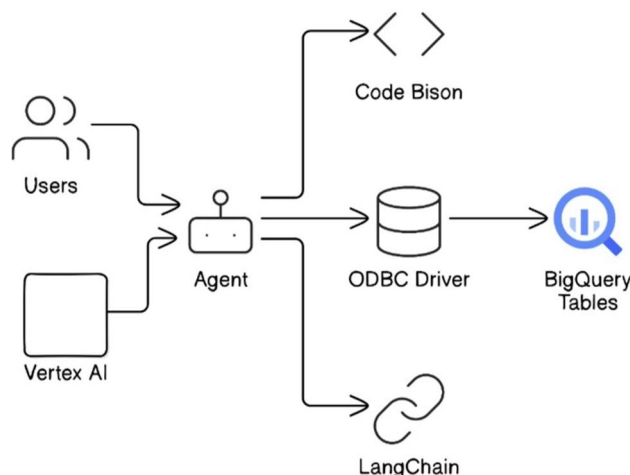 Code Bison
Users
Agent
ODBC Driver
BigQuery
Tables
Vertex AI
LangChain